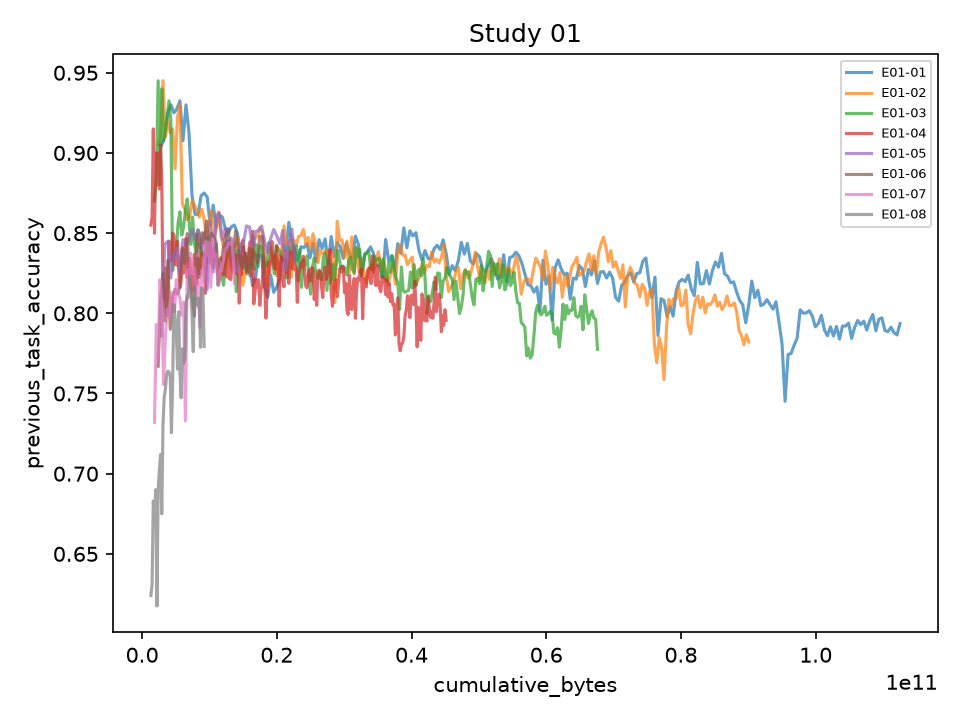 Study 01
0.95
0.90
0.85
0.80
0.75
0.70
0.65
previous_task_accuracy
E01-01
E01-02
E01-03
E01-04
E01-05
E01-06
E01-07
E01-08
0.0
0.2
0.4
0.6
0.8
1.0
1e11
cumulative_bytes